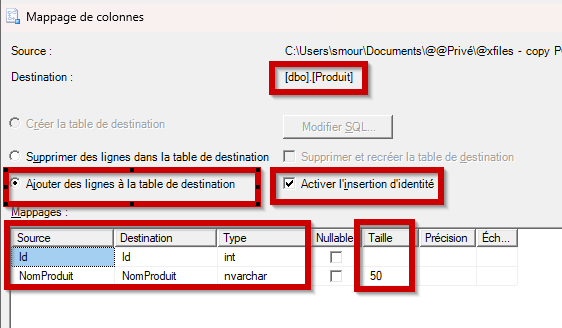 Mappage de colonnes
Source : C:\Users\smour\Documents\@@Privé\@xfiles - copy P
Destination : [dbo].[Produit]
Créer la table de destination Modifier SQL...
Supprimer des lignes dans la table de destination Supprimer et recréer la table de destination
Ajouter des lignes à la table de destination Activer l'insertion d'identité
Mappages :
Source Destination Type Nullable Taille Précision Éch...
Id Id int
NomProduit NomProduit nvarchar 50